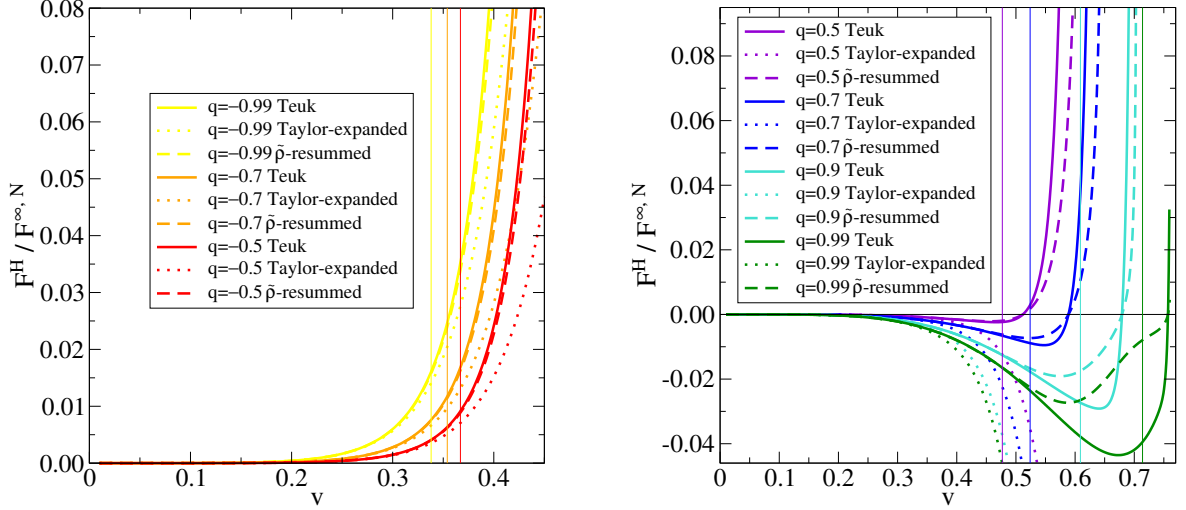 0.08
0.07
0.06
0.05
0.04
0.03
0.02
0.01
0.00
F^H / F^∞, N
0
0.1
0.2
0.3
0.4
v
q=−0.99 Teuk
q=−0.99 Taylor-expanded
q=−0.99 ρ̃-resummed
q=−0.7 Teuk
q=−0.7 Taylor-expanded
q=−0.7 ρ̃-resummed
q=−0.5 Teuk
q=−0.5 Taylor-expanded
q=−0.5 ρ̃-resummed
0.08
0.06
0.04
0.02
0.00
-0.02
-0.04
F^H / F^∞, N
0
0.1
0.2
0.3
0.4
0.5
0.6
0.7
v
q=0.5 Teuk
q=0.5 Taylor-expanded
q=0.5 ρ̃-resummed
q=0.7 Teuk
q=0.7 Taylor-expanded
q=0.7 ρ̃-resummed
q=0.9 Teuk
q=0.9 Taylor-expanded
q=0.9 ρ̃-resummed
q=0.99 Teuk
q=0.99 Taylor-expanded
q=0.99 ρ̃-resummed